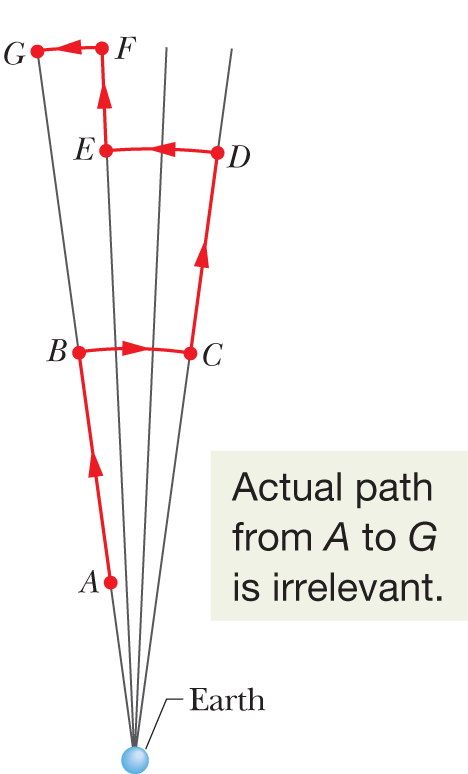 G F
E D
B C
Actual path
from A to G
is irrelevant.
A
Earth